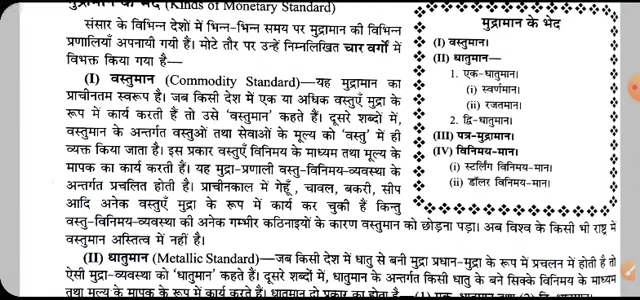 मुद्रामान के भेद (Kinds of Monetary Standard)
संसार के विभिन्न देशों में भिन्न-भिन्न समय पर मुद्रामान की विभिन्न
प्रणालियाँ अपनायी गयी हैं। मोटे तौर पर उन्हें निम्नलिखित चार वर्गों में
विभक्त किया गया है—
(I) वस्तुमान (Commodity Standard)—यह मुद्रामान का
प्राचीनतम स्वरूप है। जब किसी देश में एक या अधिक वस्तुएँ मुद्रा के
रूप में कार्य करती हैं तो उसे 'वस्तुमान' कहते हैं। दूसरे शब्दों में,
वस्तुमान के अन्तर्गत वस्तुओं तथा सेवाओं के मूल्य को 'वस्तु' में ही
व्यक्त किया जाता है। इस प्रकार वस्तुएँ विनिमय के माध्यम तथा मूल्य के
मापक का कार्य करती हैं। यह मुद्रा-प्रणाली वस्तु-विनिमय-व्यवस्था के
अन्तर्गत प्रचलित होती है। प्राचीनकाल में गेहूँ, चावल, बकरी, सीप
आदि अनेक वस्तुएँ मुद्रा के रूप में कार्य कर चुकी हैं किन्तु
वस्तु-विनिमय-व्यवस्था की अनेक गम्भीर कठिनाइयों के कारण वस्तुमान को छोड़ना पड़ा। अब विश्व के किसी भी राष्ट्र में
वस्तुमान अस्तित्व में नहीं है।
(II) धातुमान (Metallic Standard)—जब किसी देश में धातु से बनी मुद्रा प्रधान-मुद्रा के रूप में प्रचलन में होती है तो
ऐसी मुद्रा-व्यवस्था को 'धातुमान' कहते हैं। दूसरे शब्दों में, धातुमान के अन्तर्गत किसी धातु के बने सिक्के विनिमय के माध्यम
तथा मूल्य के मापक के रूप में कार्य करते हैं। धातुमान दो प्रकार का होता है—(1) एक-धातुमान तथा (2) द्वि-धातुमान।
मुद्रामान के भेद
(I) वस्तुमान।
(II) धातुमान—
1. एक-धातुमान।
(i) स्वर्णमान।
(ii) रजतमान।
2. द्वि-धातुमान।
(III) पत्र-मुद्रामान।
(IV) विनिमय-मान।
(i) स्टर्लिंग विनिमय-मान।
(ii) डॉलर विनिमय-मान।